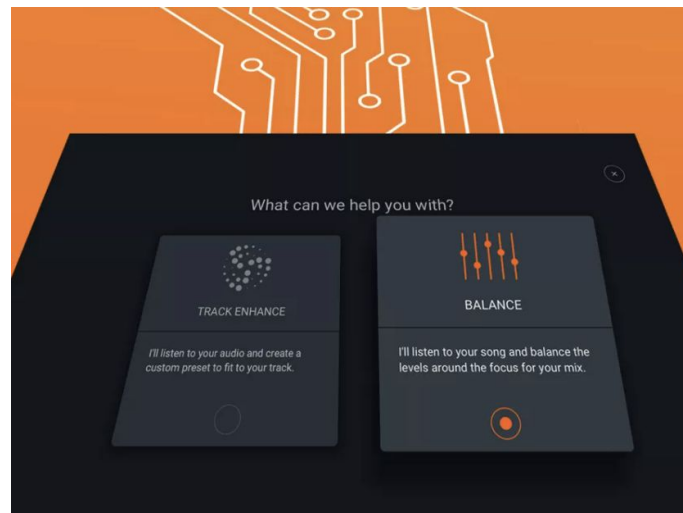 What can we help you with?
TRACK ENHANCE
I'll listen to your audio and create a
custom preset to fit to your track.
BALANCE
I'll listen to your song and balance the
levels around the focus for your mix.